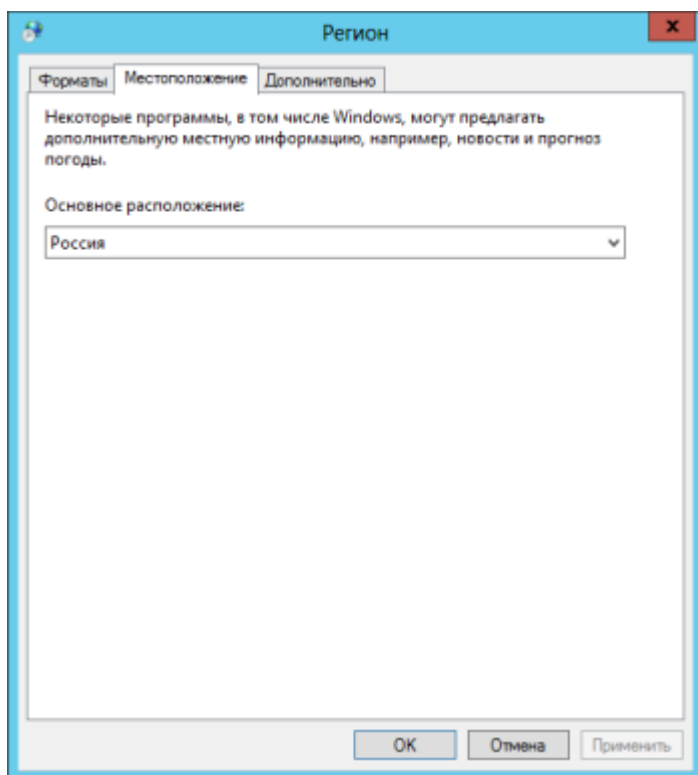 Регион
x
Форматы Местоположение Дополнительно
Некоторые программы, в том числе Windows, могут предлагать
дополнительную местную информацию, например, новости и прогноз
погоды.
Основное расположение:
Россия
OK Отмена Применить